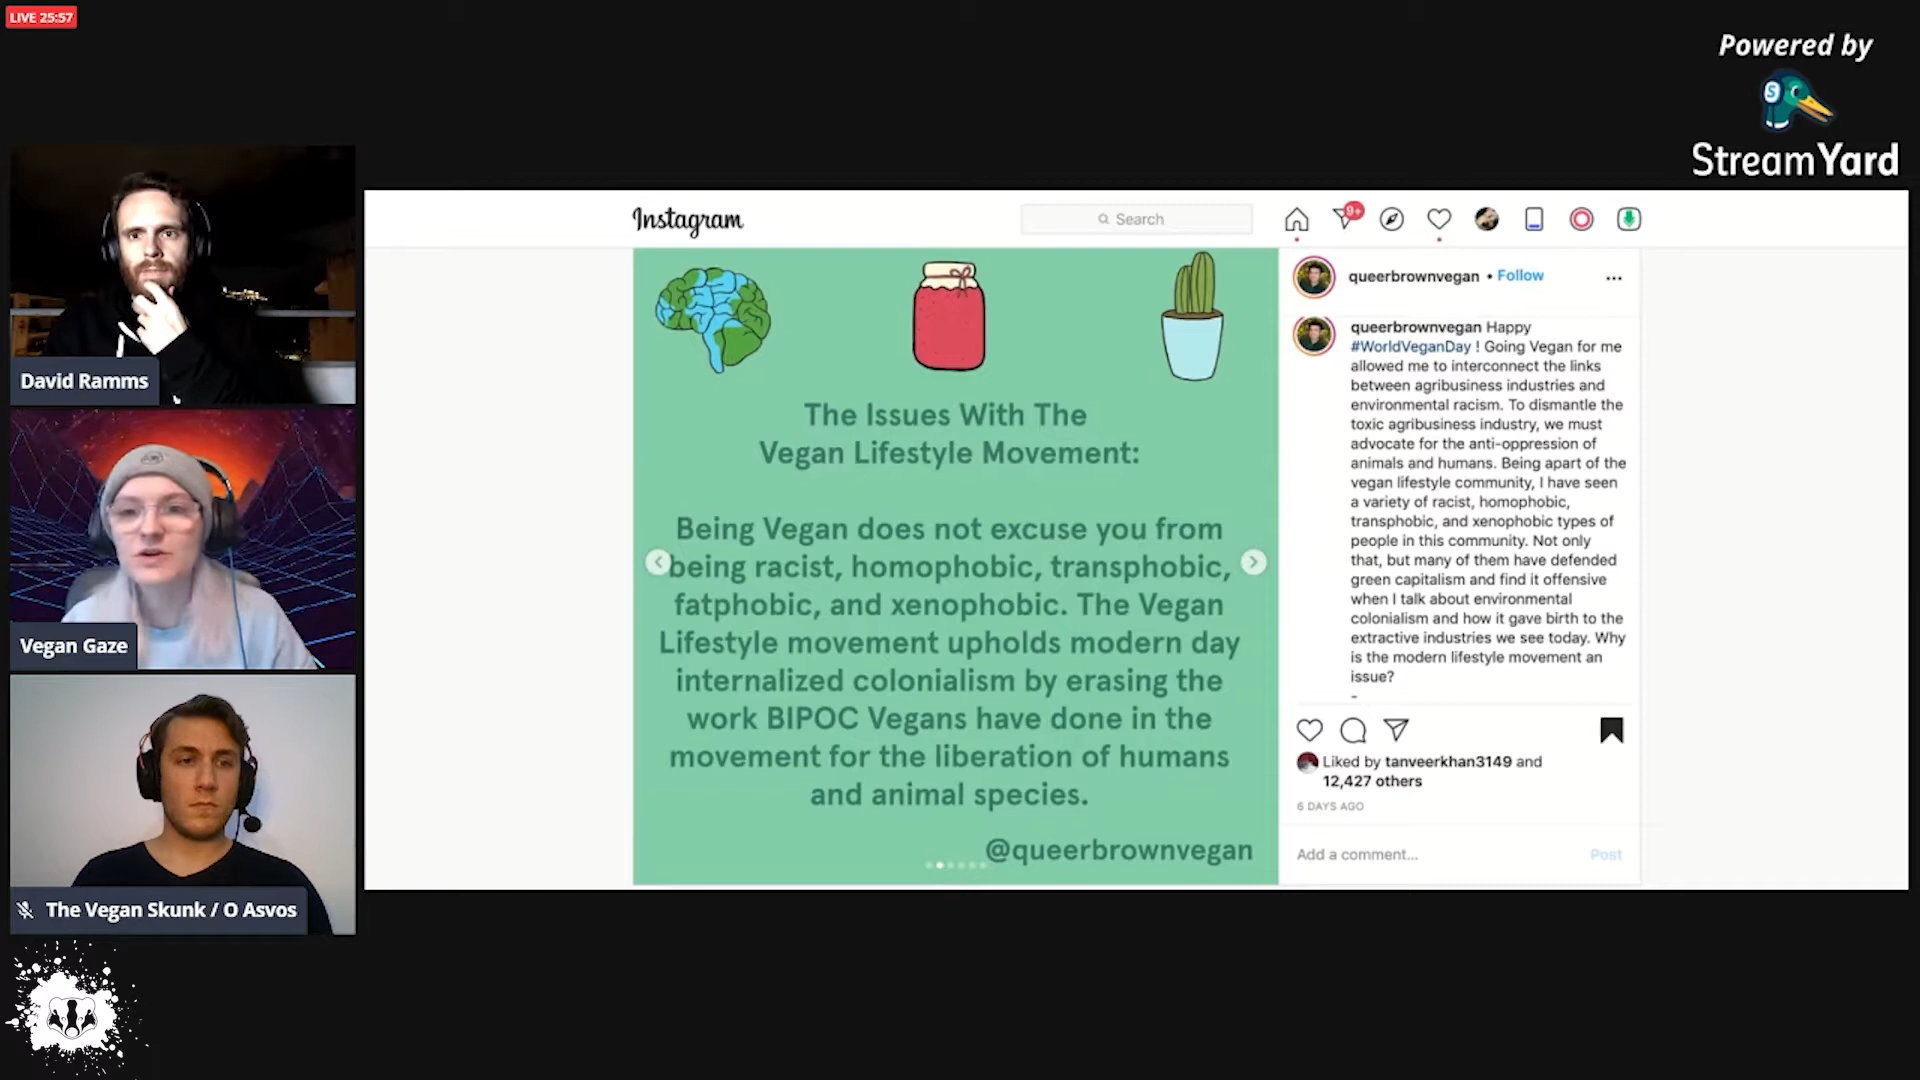 LIVE 25:57
Powered by
S
StreamYard
David Ramms
Vegan Gaze
The Vegan Skunk / O Asvos
Instagram
Search
9+
The Issues With The
Vegan Lifestyle Movement:
Being Vegan does not excuse you from
being racist, homophobic, transphobic,
fatphobic, and xenophobic. The Vegan
Lifestyle movement upholds modern day
internalized colonialism by erasing the
work BIPOC Vegans have done in the
movement for the liberation of humans
and animal species.
@queerbrownvegan
queerbrownvegan • Follow
queerbrownvegan Happy
#WorldVeganDay ! Going Vegan for me
allowed me to interconnect the links
between agribusiness industries and
environmental racism. To dismantle the
toxic agribusiness industry, we must
advocate for the anti-oppression of
animals and humans. Being apart of the
vegan lifestyle community, I have seen
a variety of racist, homophobic,
transphobic, and xenophobic types of
people in this community. Not only
that, but many of them have defended
green capitalism and find it offensive
when I talk about environmental
colonialism and how it gave birth to the
extractive industries we see today. Why
is the modern lifestyle movement an
issue?
-
Liked by tanveerkhan3149 and
12,427 others
6 DAYS AGO
Add a comment...
Post